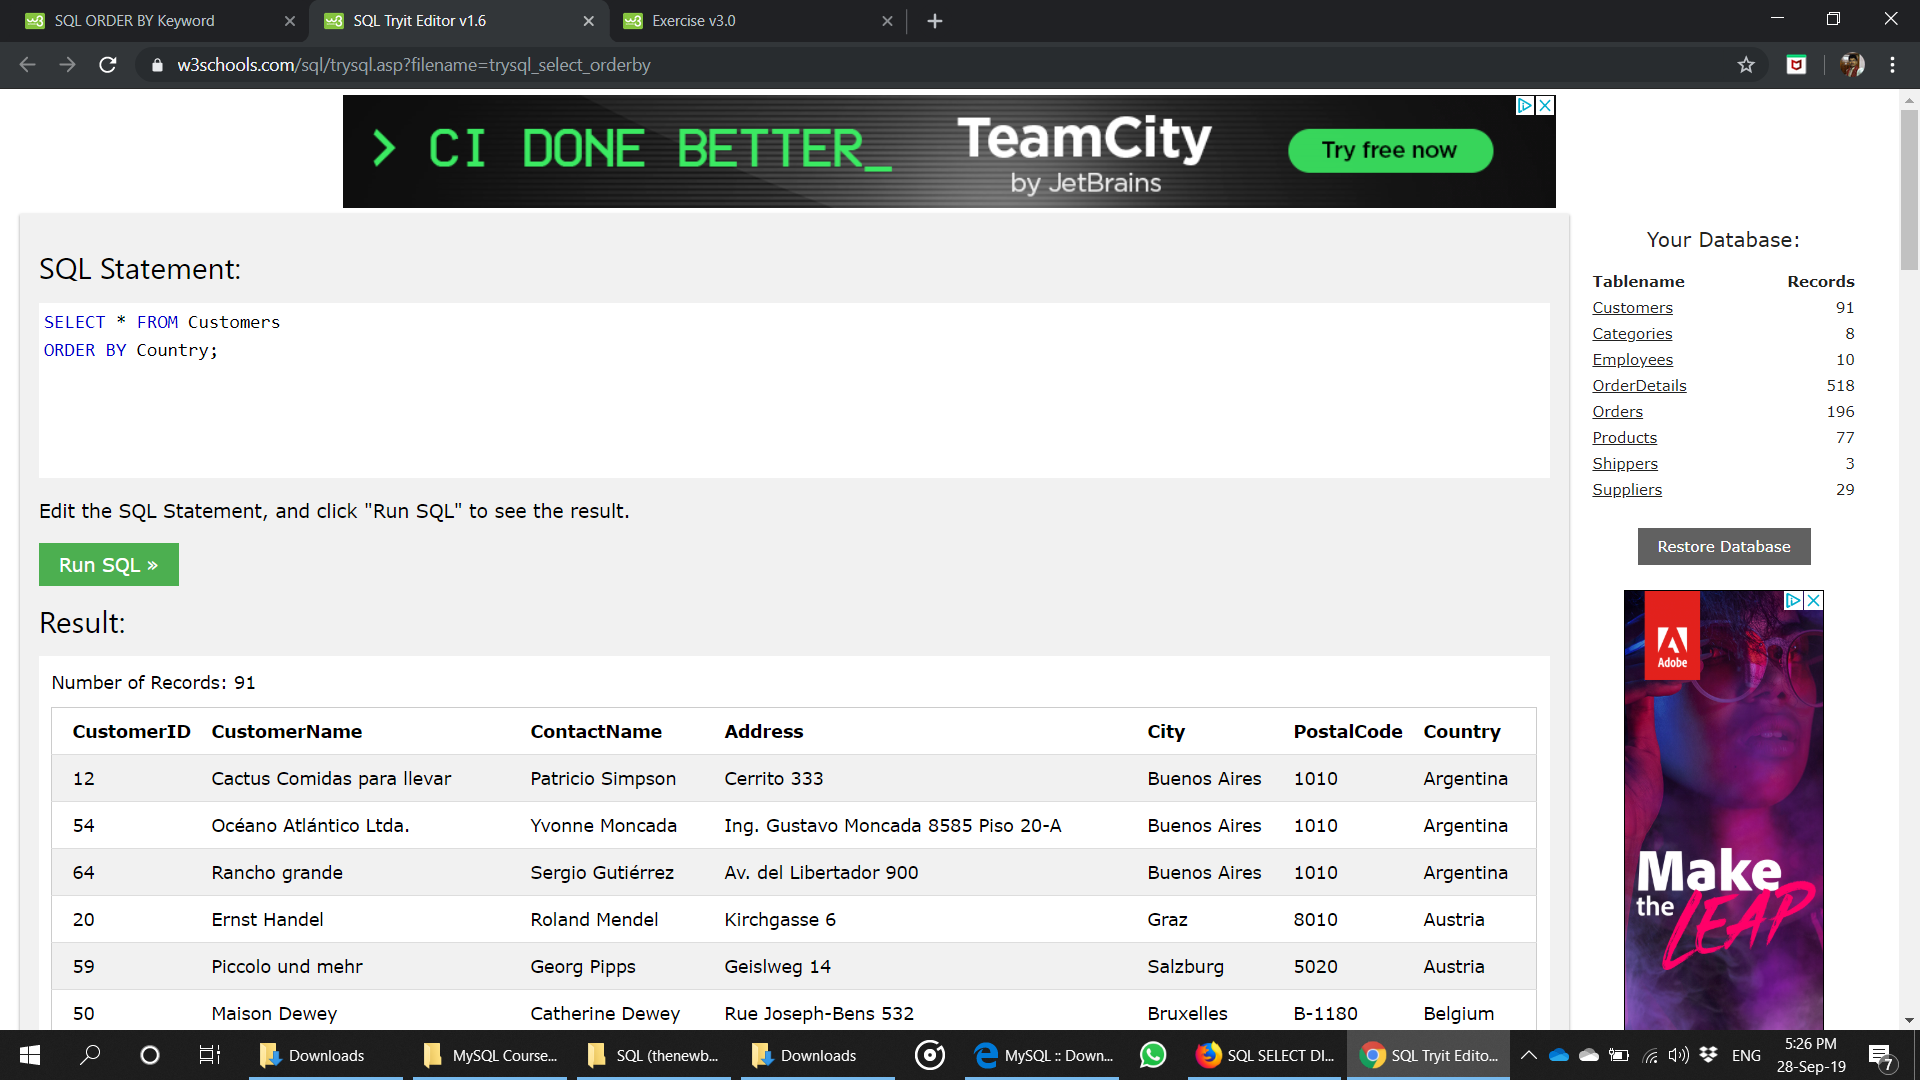 SQL ORDER BY Keyword
SQL Tryit Editor v1.6
Exercise v3.0
w3schools.com/sql/trysql.asp?filename=trysql_select_orderby
> CI DONE BETTER_
TeamCity
by JetBrains
Try free now
SQL Statement:
SELECT * FROM Customers
ORDER BY Country;
Edit the SQL Statement, and click "Run SQL" to see the result.
Run SQL »
Result:
Number of Records: 91
CustomerID CustomerName ContactName Address City PostalCode Country
12 Cactus Comidas para llevar Patricio Simpson Cerrito 333 Buenos Aires 1010 Argentina
54 Océano Atlántico Ltda. Yvonne Moncada Ing. Gustavo Moncada 8585 Piso 20-A Buenos Aires 1010 Argentina
64 Rancho grande Sergio Gutiérrez Av. del Libertador 900 Buenos Aires 1010 Argentina
20 Ernst Handel Roland Mendel Kirchgasse 6 Graz 8010 Austria
59 Piccolo und mehr Georg Pipps Geislweg 14 Salzburg 5020 Austria
50 Maison Dewey Catherine Dewey Rue Joseph-Bens 532 Bruxelles B-1180 Belgium
Your Database:
Tablename Records
Customers 91
Categories 8
Employees 10
OrderDetails 518
Orders 196
Products 77
Shippers 3
Suppliers 29
Restore Database
Adobe
Make
the LEAP
Downloads
MySQL Course...
SQL (thenewb...
Downloads
MySQL :: Down...
SQL SELECT DI...
SQL Tryit Edito...
ENG
5:26 PM
28-Sep-19
7